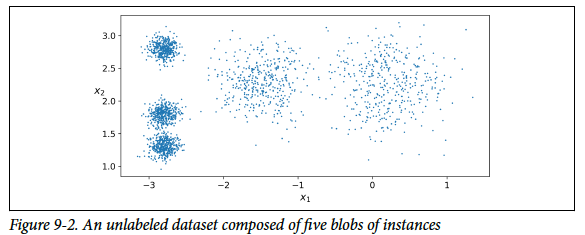 3.0
2.5
x2
2.0
1.5
1.0
−3 −2 −1 0 1
x1
Figure 9-2. An unlabeled dataset composed of five blobs of instances